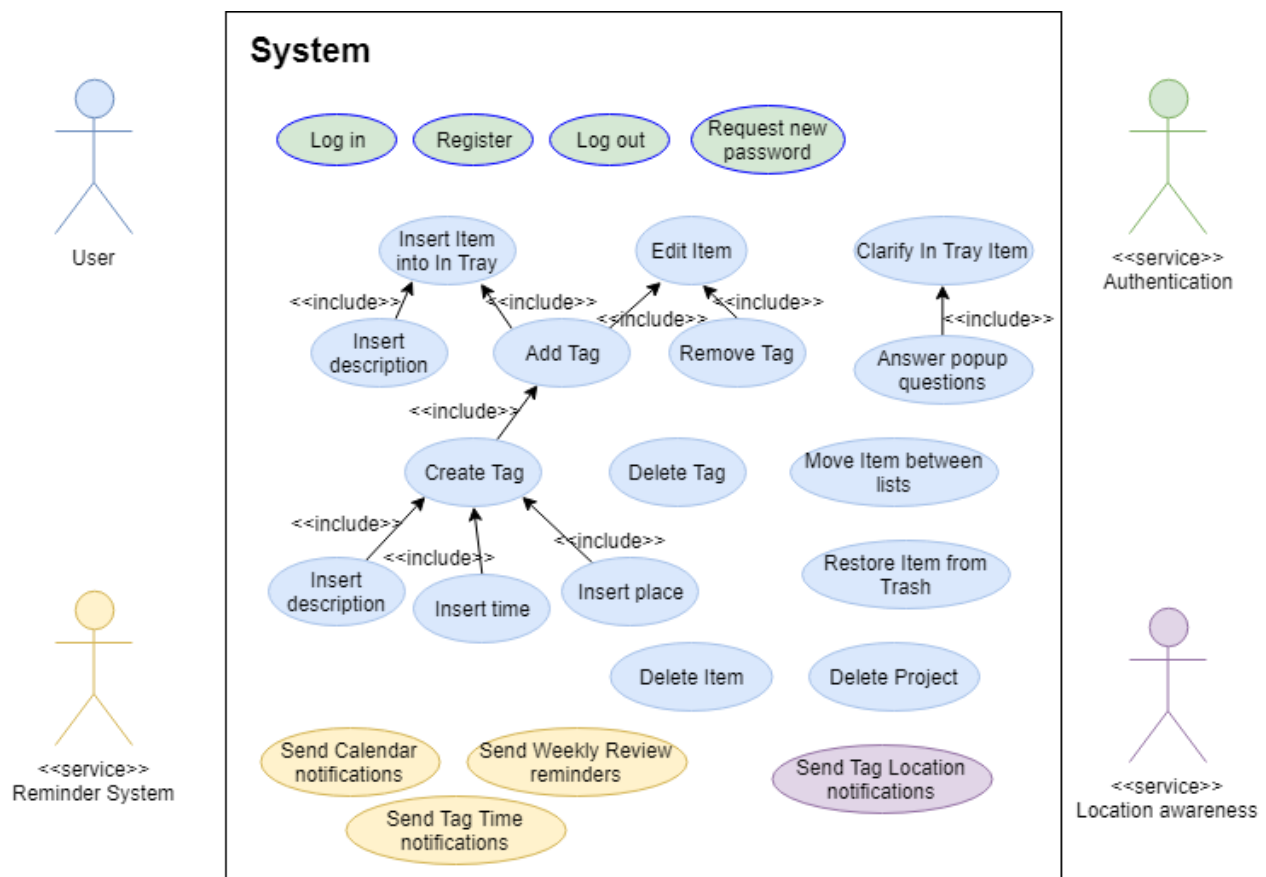 System
Log in
Register
Log out
Request new
password
User
<<service>>
Authentication
Insert Item
into In Tray
Edit Item
Clarify In Tray Item
<<include>>
<<include>>
<<include>>
<<include>>
<<include>>
Insert
description
Add Tag
Remove Tag
Answer popup
questions
<<include>>
Create Tag
Delete Tag
Move Item between
lists
<<include>>
<<include>>
<<include>>
Insert
description
Insert time
Insert place
Restore Item from
Trash
Delete Item
Delete Project
<<service>>
Reminder System
Send Calendar
notifications
Send Weekly Review
reminders
Send Tag Time
notifications
Send Tag Location
notifications
<<service>>
Location awareness